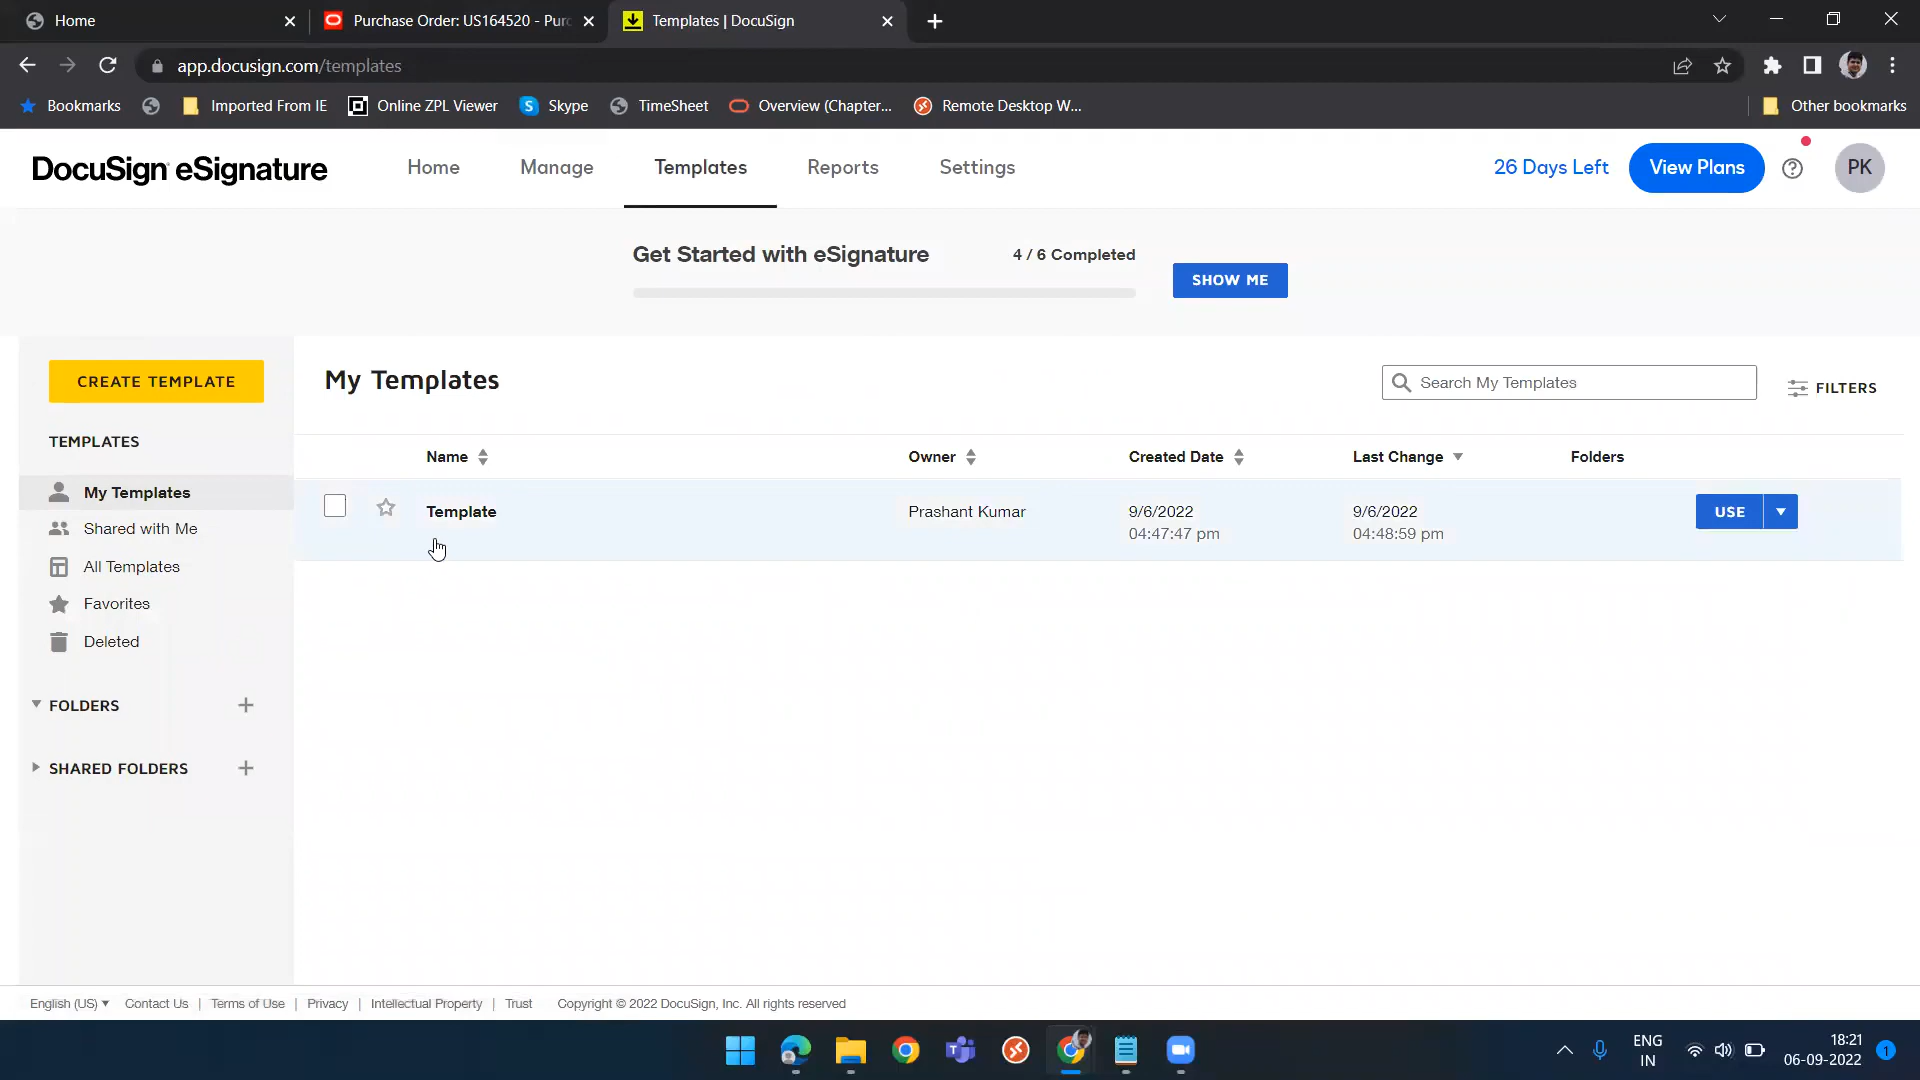 Home
Purchase Order: US164520 - Purc
Templates | DocuSign
app.docusign.com/templates
Bookmarks
Imported From IE
Online ZPL Viewer
Skype
TimeSheet
Overview (Chapter...
Remote Desktop W...
Other bookmarks
DocuSign eSignature
Home
Manage
Templates
Reports
Settings
26 Days Left
View Plans
PK
Get Started with eSignature
4 / 6 Completed
SHOW ME
CREATE TEMPLATE
TEMPLATES
My Templates
Shared with Me
All Templates
Favorites
Deleted
FOLDERS
SHARED FOLDERS
My Templates
Search My Templates
FILTERS
Name
Owner
Created Date
Last Change
Folders
Template
Prashant Kumar
9/6/2022
04:47:47 pm
9/6/2022
04:48:59 pm
USE
English (US)
Contact Us | Terms of Use | Privacy | Intellectual Property | Trust
Copyright © 2022 DocuSign, Inc. All rights reserved
ENG
IN
18:21
06-09-2022
1